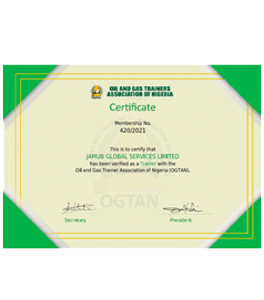 OIL AND GAS TRAINERS
ASSOCIATION OF NIGERIA
Certificate
Membership No.
420/2021
This is to certify that
JAMUB GLOBAL SERVICES LIMITED
has been verified as a Trainer with the
Oil and Gas Trainer Association of Nigeria (OGTAN).
OGTAN
Secretary
President